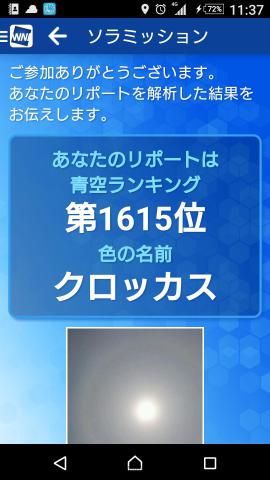 4G
72%
11:37
WNI
ソラミッション
ご参加ありがとうございます。
あなたのリポートを解析した結果を
お伝えします。
あなたのリポートは
青空ランキング
第1615位
色の名前
クロッカス